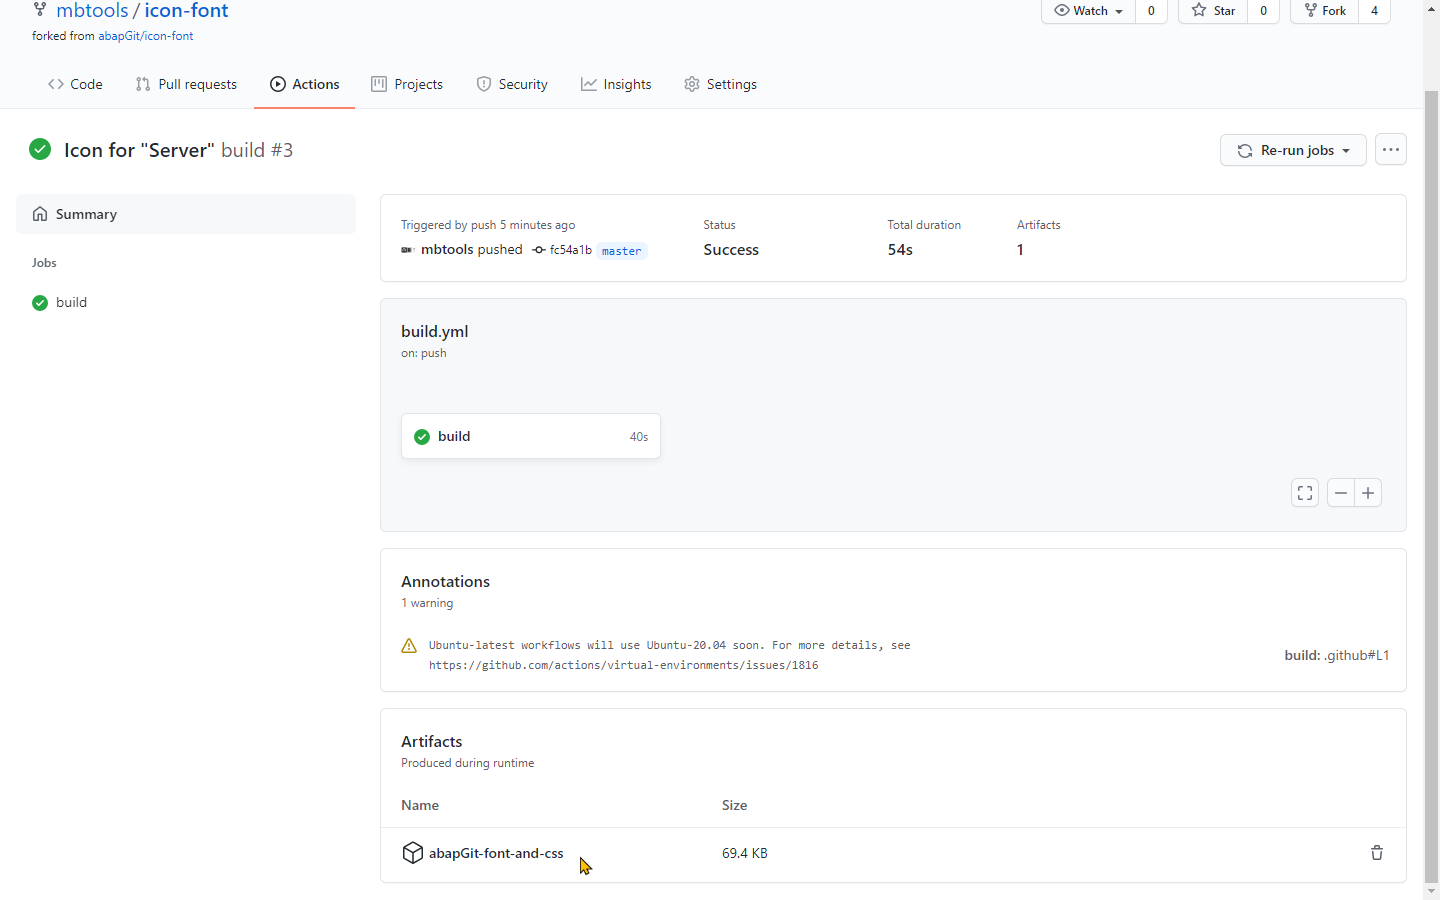 mbtools / icon-font
Watch 0 Star 0 Fork 4
forked from abapGit/icon-font
Code Pull requests Actions Projects Security Insights Settings
Icon for "Server" build #3
Re-run jobs
Summary
Jobs
build
Triggered by push 5 minutes ago
mbtools pushed fc54a1b master
Status
Success
Total duration
54s
Artifacts
1
build.yml
on: push
build 40s
Annotations
1 warning
Ubuntu-latest workflows will use Ubuntu-20.04 soon. For more details, see
https://github.com/actions/virtual-environments/issues/1816
build: .github#L1
Artifacts
Produced during runtime
Name Size
abapGit-font-and-css 69.4 KB